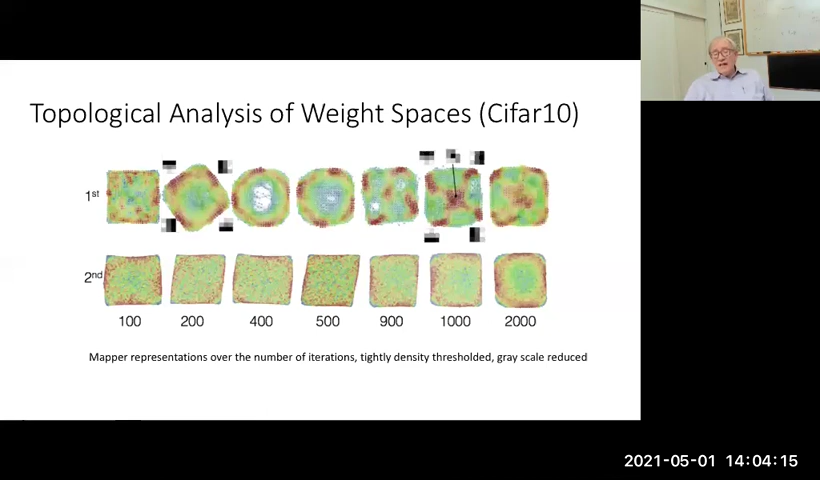 Topological Analysis of Weight Spaces (Cifar10)
1st
2nd
100 200 400 500 900 1000 2000
Mapper representations over the number of iterations, tightly density thresholded, gray scale reduced
2021-05-01 14:04:15